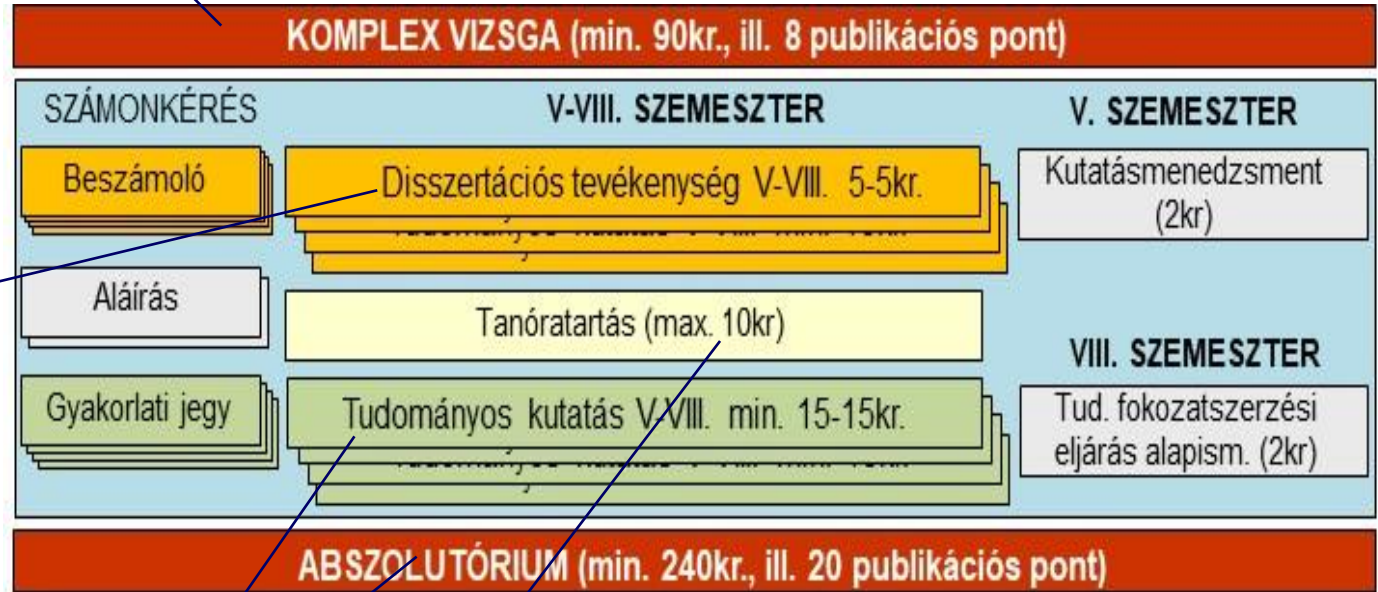 KOMPLEX VIZSGA (min. 90kr., ill. 8 publikációs pont)
SZÁMONKÉRÉS
V-VIII. SZEMESZTER
V. SZEMESZTER
Beszámoló
Disszertációs tevékenység V-VIII. 5-5kr.
Kutatásmenedzsment
(2kr)
Aláírás
Tanóratartás (max. 10kr)
VIII. SZEMESZTER
Gyakorlati jegy
Tudományos kutatás V-VIII. min. 15-15kr.
Tud. fokozatszerzési
eljárás alapism. (2kr)
ABSZOLUTÓRIUM (min. 240kr., ill. 20 publikációs pont)